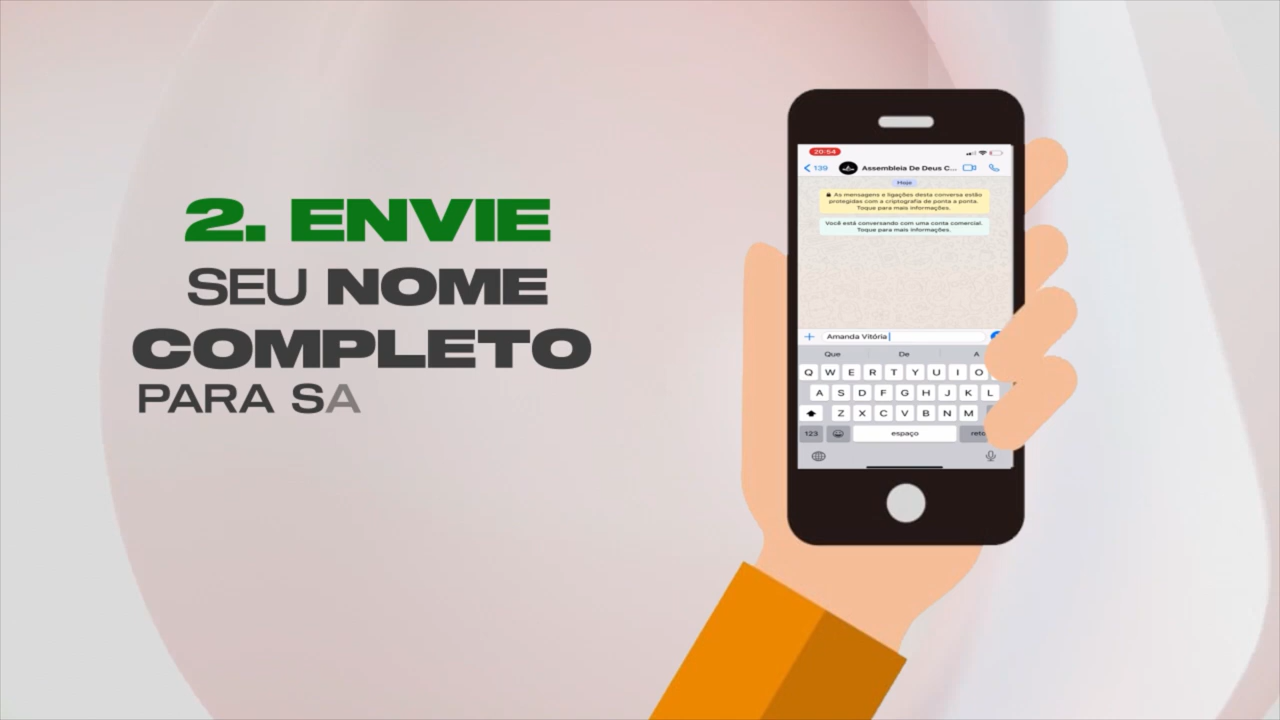 2. ENVIE
SEU NOME
COMPLETO
PARA SA
20:54
139
Assembleia De Deus C...
Hoje
As mensagens e ligações desta conversa estão
protegidas com a criptografia de ponta a ponta.
Toque para mais informações.
Você está conversando com uma conta comercial.
Toque para mais informações.
Amanda Vitória
Que De A
Q W E R T Y U I O
A S D F G H J K L
Z X C V B N M
123 espaço reto